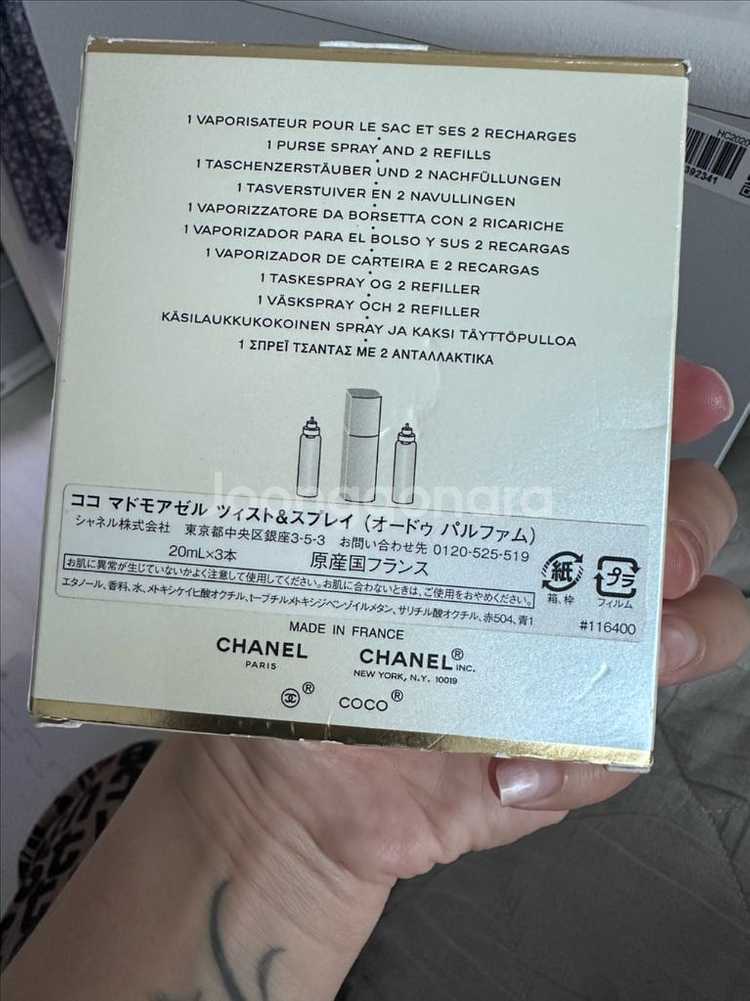 1 VAPORISATEUR POUR LE SAC ET SES 2 RECHARGES
1 PURSE SPRAY AND 2 REFILLS
1 TASCHENZERSTÄUBER UND 2 NACHFÜLLUNGEN
1 TASVERSTUIVER EN 2 NAVULLINGEN
1 VAPORIZZATORE DA BORSETTA CON 2 RICARICHE
1 VAPORIZADOR PARA EL BOLSO Y SUS 2 RECARGAS
1 VAPORIZADOR DE CARTEIRA E 2 RECARGAS
1 TASKESPRAY OG 2 REFILLER
1 VÄSKSPRAY OCH 2 REFILLER
KÄSILAUKKUKOKOINEN SPRAY JA KAKSI TÄYTTÖPULLOA
1 ΣΠΡΕΪ ΤΣΑΝΤΑΣ ΜΕ 2 ΑΝΤΑΛΛΑΚΤΙΚΑ
joonggonara
ココ マドモアゼル ツィスト&スプレイ (オードゥ パルファム)
シャネル株式会社 東京都中央区銀座3-5-3 お問い合わせ先 0120-525-519
20mL×3本 原産国フランス
お肌に異常が生じていないかよく注意して使用してください。お肌に合わないときは、ご使用をおやめください。
エタノール、香料、水、メトキシケイヒ酸オクチル、t-ブチルメトキシジベンゾイルメタン、サリチル酸オクチル、赤504、青1
紙
箱、枠
プラ
フィルム
#116400
MADE IN FRANCE
CHANEL CHANEL® INC.
PARIS NEW YORK, N.Y. 10019
® COCO®
HC2020
392341